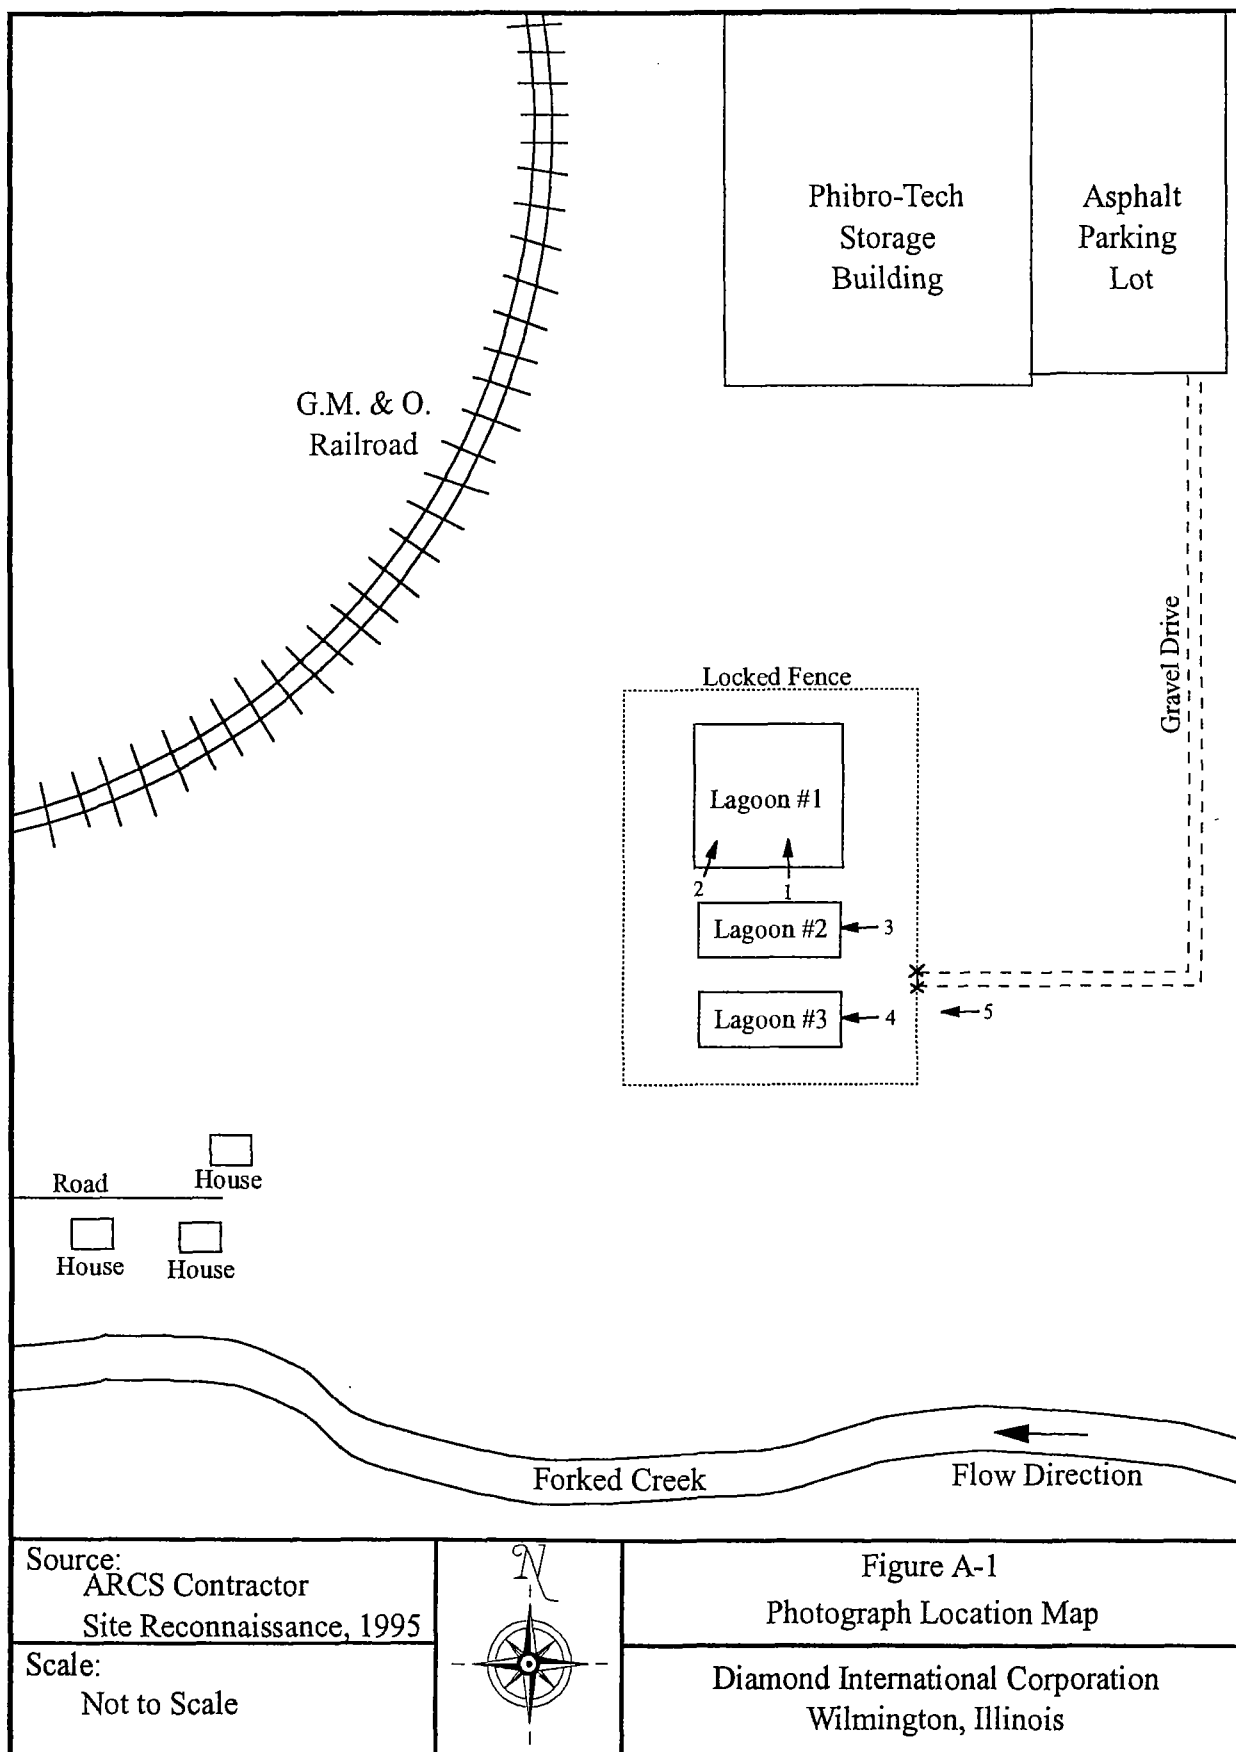 Phibro-Tech
Storage
Building
Asphalt
Parking
Lot
G.M. & O.
Railroad
Gravel Drive
Locked Fence
Lagoon #1
2
1
Lagoon #2
3
Lagoon #3
4
5
House
Road
House
House
Forked Creek
Flow Direction
Source:
ARCS Contractor
Site Reconnaissance, 1995
Scale:
Not to Scale
N
Figure A-1
Photograph Location Map
Diamond International Corporation
Wilmington, Illinois